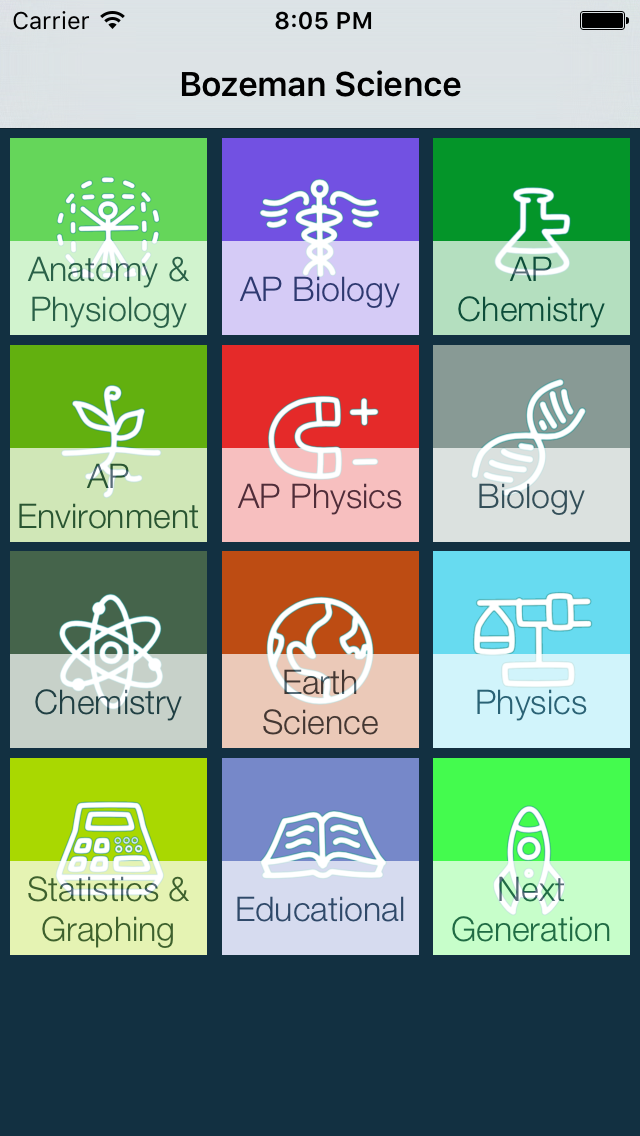 Carrier 8:05 PM
Bozeman Science
Anatomy &
Physiology
AP Biology
AP
Chemistry
AP
Environment
AP Physics
Biology
Chemistry
Earth
Science
Physics
Statistics &
Graphing
Educational
Next
Generation